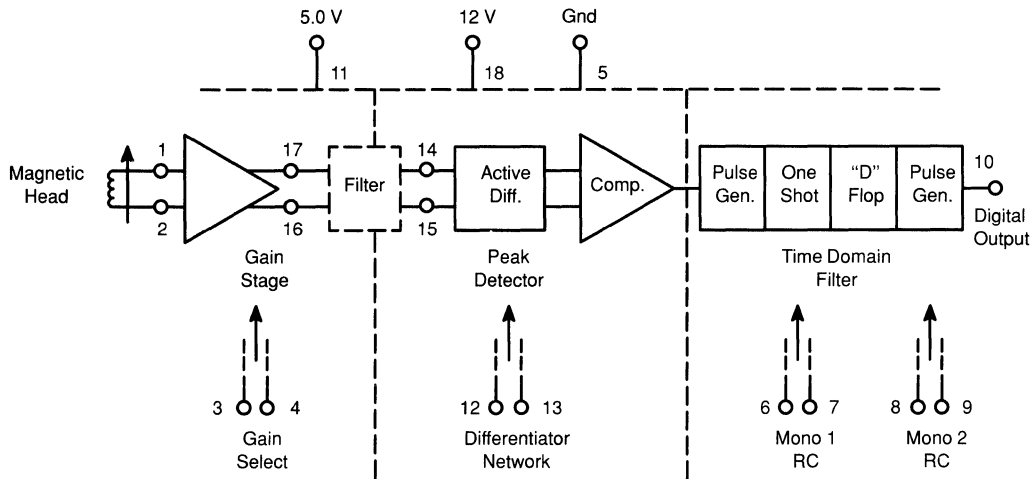 5.0 V
12 V
Gnd
11
18
5
Magnetic
Head
1
2
17
16
Filter
14
15
Active
Diff.
Comp.
Pulse
Gen.
One
Shot
“D”
Flop
Pulse
Gen.
10
Digital
Output
Gain
Stage
Peak
Detector
Time Domain
Filter
3
4
12
13
6
7
8
9
Gain
Select
Differentiator
Network
Mono 1
RC
Mono 2
RC